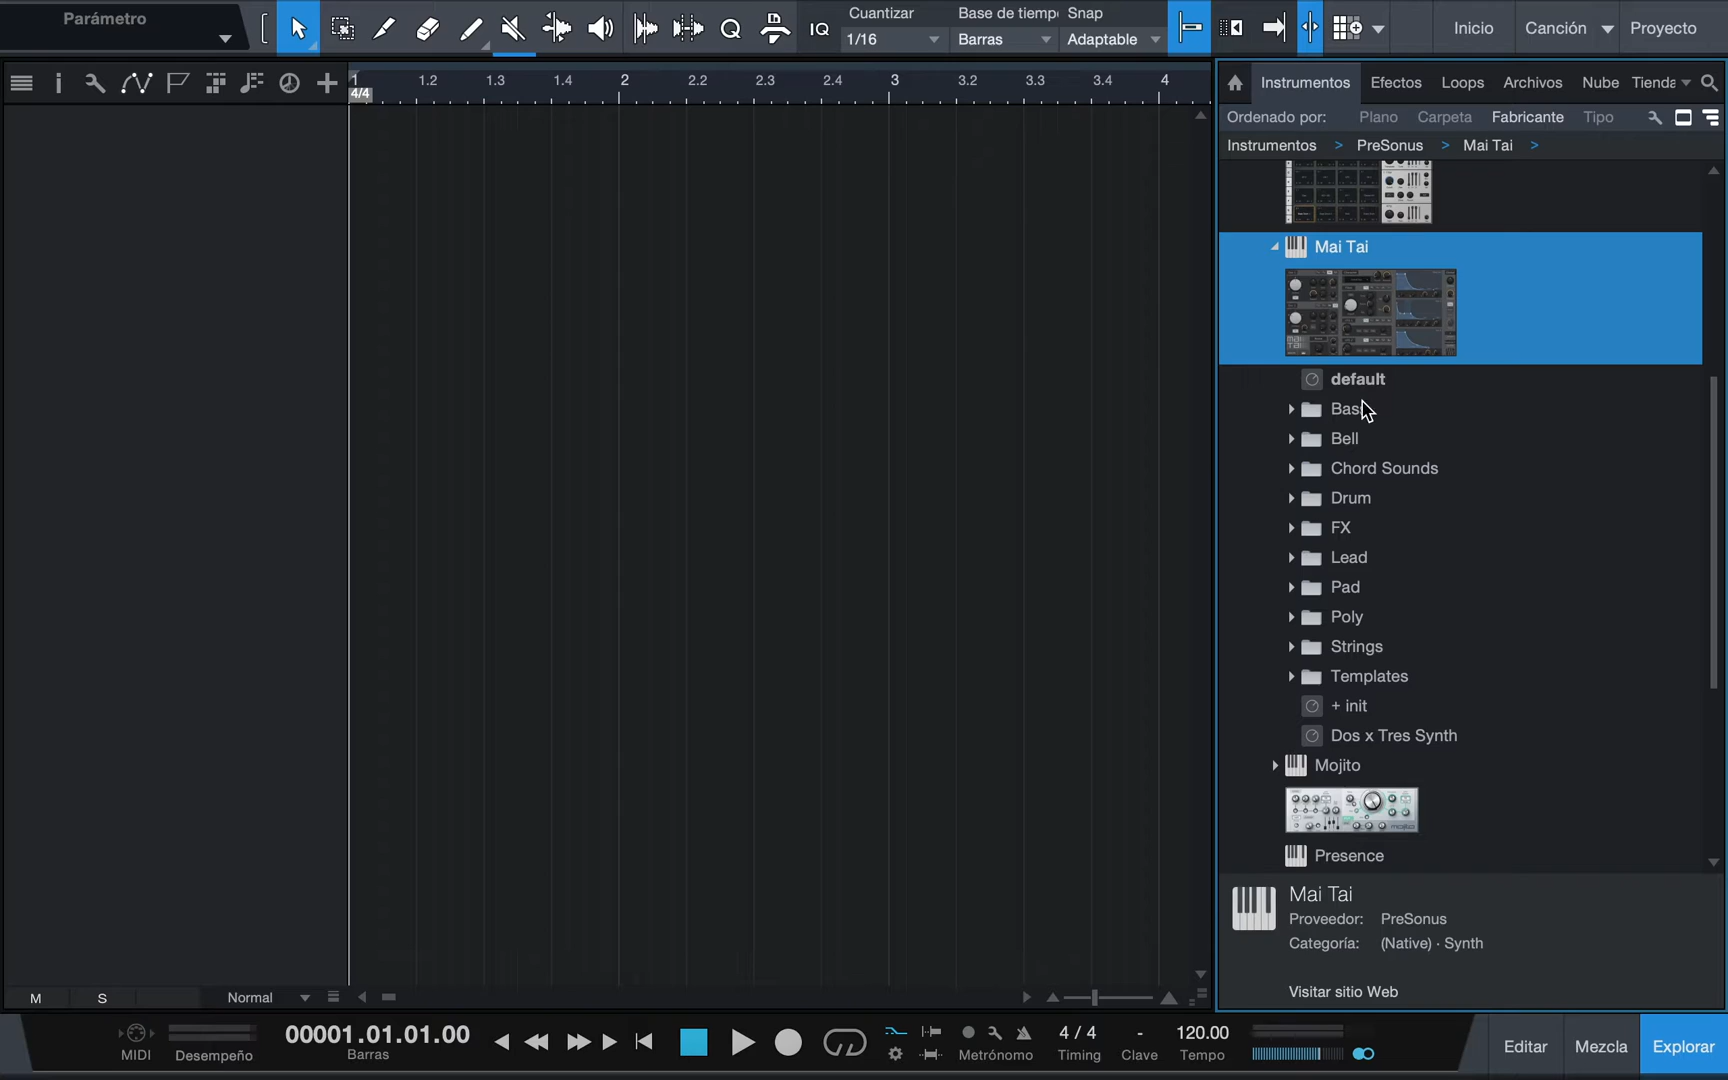 Parámetro
IQ
Cuantizar
1/16
Base de tiempo
Barras
Snap
Adaptable
Inicio
Canción
Proyecto
1 1.2 1.3 1.4 2 2.2 2.3 2.4 3 3.2 3.3 3.4 4
4/4
Instrumentos Efectos Loops Archivos Nube Tienda
Ordenado por: Plano Carpeta Fabricante Tipo
Instrumentos > PreSonus > Mai Tai >
Mai Tai
default
Bass
Bell
Chord Sounds
Drum
FX
Lead
Pad
Poly
Strings
Templates
+ init
Dos x Tres Synth
Mojito
Presence
Mai Tai
Proveedor: PreSonus
Categoría: (Native) · Synth
Visitar sitio Web
M S Normal
MIDI
Desempeño
00001.01.01.00
Barras
Metrónomo
4 / 4
Timing
-
Clave
120.00
Tempo
Editar Mezcla Explorar